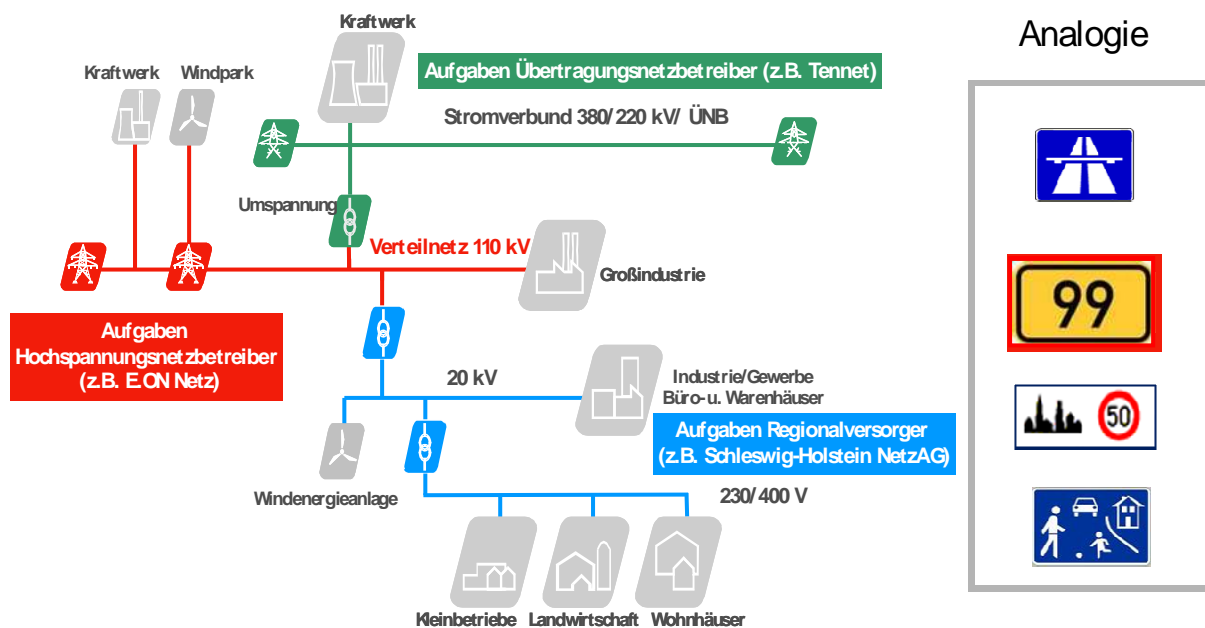 Kraftwerk
Analogie
Kraftwerk
Windpark
Aufgaben Übertragungsnetzbetreiber (z.B. Tennet)
Stromverbund 380/220 kV/ ÜNB
Umspannung
Verteilnetz 110 kV
Großindustrie
99
Aufgaben
Hochspannungsnetzbetreiber
(z.B. E.ON Netz)
20 kV
Industrie/Gewerbe
Büro-u. Warenhäuser
50
Aufgaben Regionalversorger
(z.B. Schleswig-Holstein NetzAG)
Windenergieanlage
230/400 V
Kleinbetriebe
Landwirtschaft
Wohnhäuser